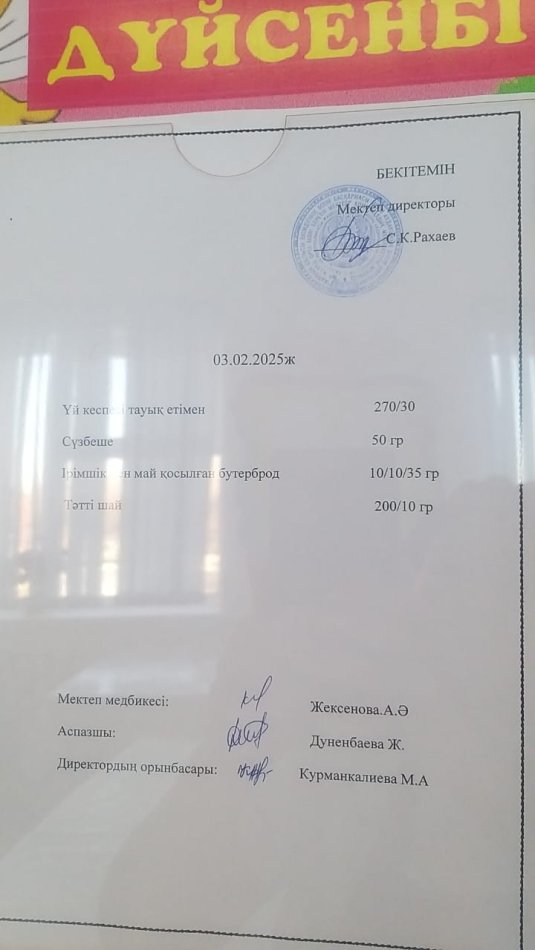 ДҮЙСЕНБІ
БЕКІТЕМІН
Мектеп директоры
С.К.Рахаев
03.02.2025ж
Үй кеспесі тауық етімен 270/30
Сүзбеше 50 гр
Ірімшік пен май қосылған бутерброд 10/10/35 гр
Тәтті шай 200/10 гр
Мектеп медбикесі: Жексенова.А.Ә
Аспазшы: Дуненбаева Ж.
Директордың орынбасары: Курманкалиева М.А